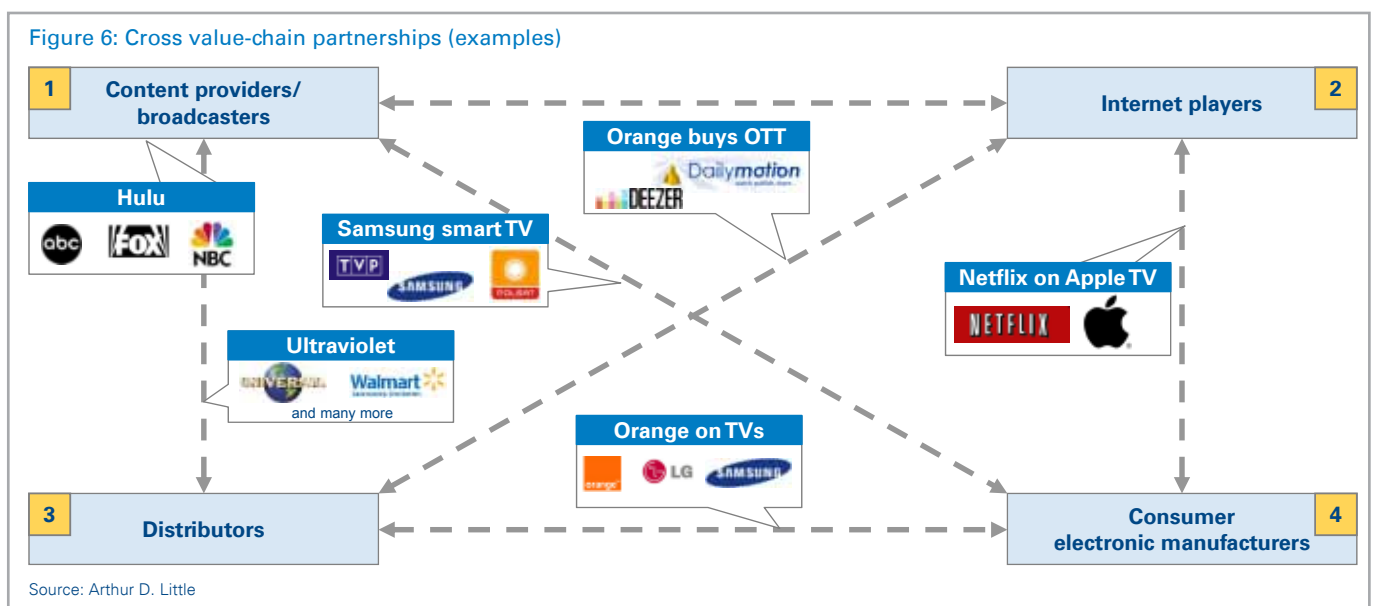 Figure 6: Cross value-chain partnerships (examples)
1
Content providers/
broadcasters
2
Internet players
Orange buys OTT
Dailymotion
DEEZER
Hulu
abc
FOX
NBC
Samsung smart TV
TVP
SAMSUNG
POLSAT
Netflix on Apple TV
NETFLIX
Ultraviolet
UNIVERSAL
Walmart
and many more
Orange on TVs
orange
LG
SAMSUNG
3
Distributors
Consumer
electronic manufacturers
4
Source: Arthur D. Little